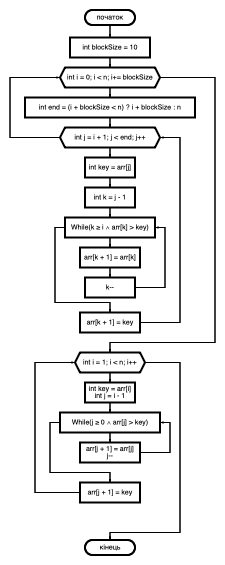 початок
int blockSize = 10
int i = 0; i < n; i+= blockSize
int end = (i + blockSize < n) ? i + blockSize : n
int j = i + 1; j < end; j++
int key = arr[j]
int k = j - 1
While(k ≥ i ∧ arr[k] > key)
arr[k + 1] = arr[k]
k--
arr[k + 1] = key
int i = 1; i < n; i++
int key = arr[i]
int j = i - 1
While(j ≥ 0 ∧ arr[j] > key)
arr[j + 1] = arr[j]
j--
arr[j + 1] = key
кінець